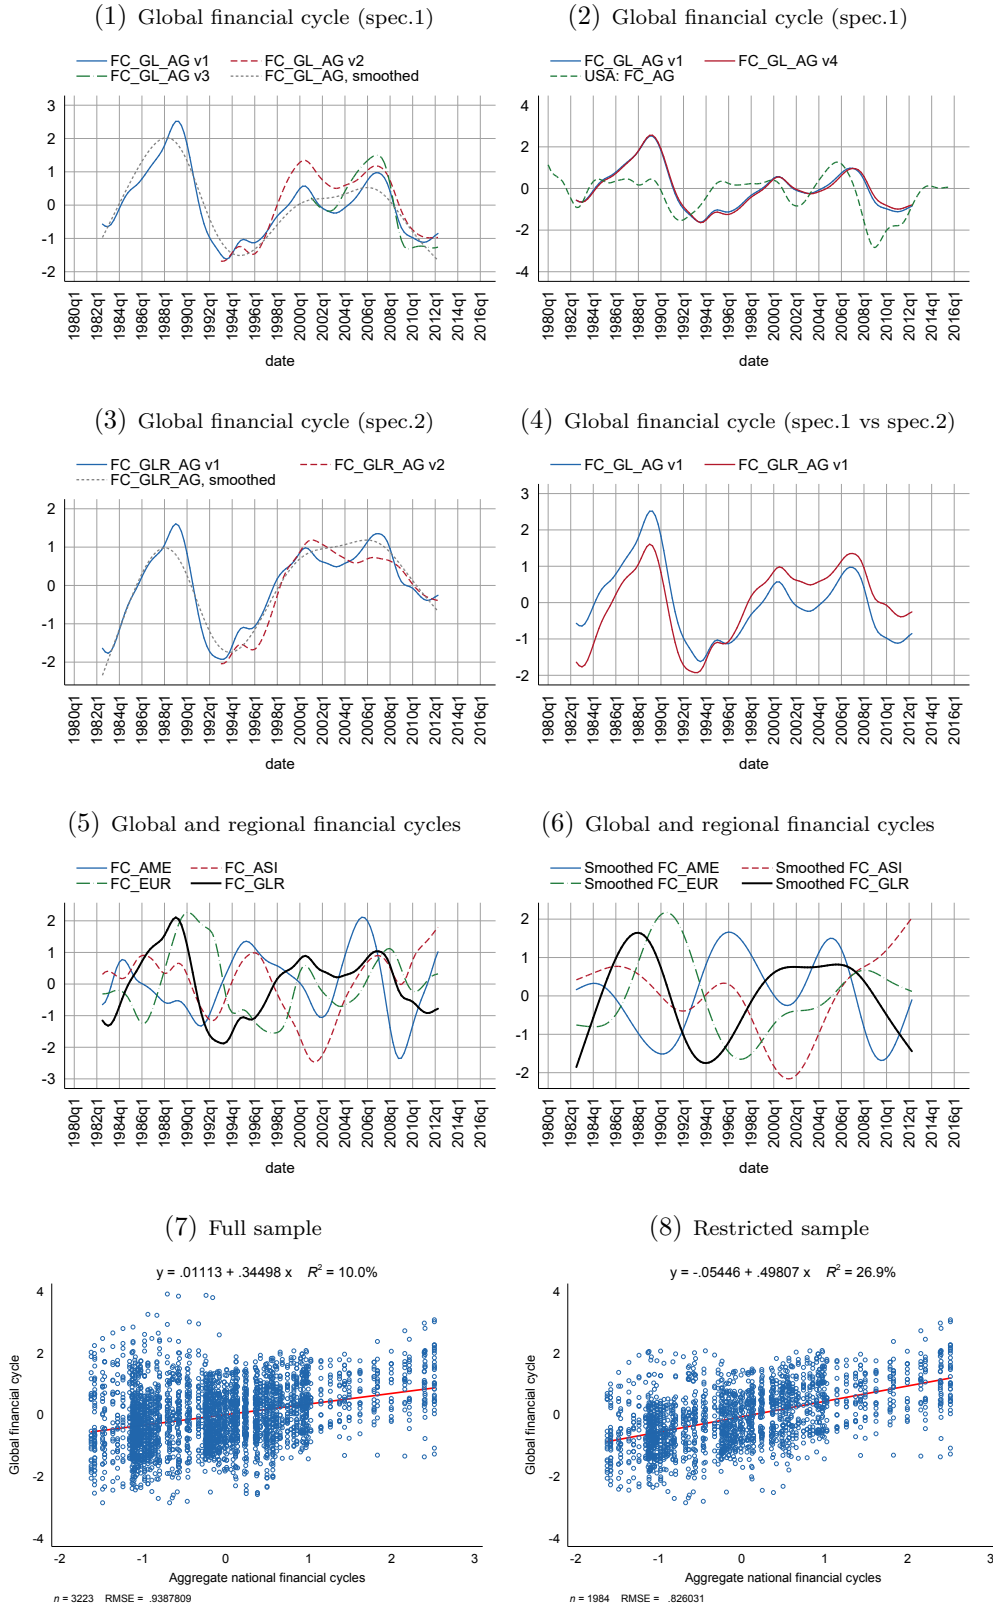 (1) Global financial cycle (spec.1)
FC_GL_AG v1 FC_GL_AG v2
FC_GL_AG v3 FC_GL_AG, smoothed
3
2
1
0
-1
-2
1980q1 1982q1 1984q1 1986q1 1988q1 1990q1 1992q1 1994q1 1996q1 1998q1 2000q1 2002q1 2004q1 2006q1 2008q1 2010q1 2012q1 2014q1 2016q1
date
(2) Global financial cycle (spec.1)
FC_GL_AG v1 FC_GL_AG v4
USA: FC_AG
4
2
0
-2
-4
1980q1 1982q1 1984q1 1986q1 1988q1 1990q1 1992q1 1994q1 1996q1 1998q1 2000q1 2002q1 2004q1 2006q1 2008q1 2010q1 2012q1 2014q1 2016q1
date
(3) Global financial cycle (spec.2)
FC_GLR_AG v1 FC_GLR_AG v2
FC_GLR_AG, smoothed
2
1
0
-1
-2
1980q1 1982q1 1984q1 1986q1 1988q1 1990q1 1992q1 1994q1 1996q1 1998q1 2000q1 2002q1 2004q1 2006q1 2008q1 2010q1 2012q1 2014q1 2016q1
date
(4) Global financial cycle (spec.1 vs spec.2)
FC_GL_AG v1 FC_GLR_AG v1
3
2
1
0
-1
-2
1980q1 1982q1 1984q1 1986q1 1988q1 1990q1 1992q1 1994q1 1996q1 1998q1 2000q1 2002q1 2004q1 2006q1 2008q1 2010q1 2012q1 2014q1 2016q1
date
(5) Global and regional financial cycles
FC_AME FC_ASI
FC_EUR FC_GLR
2
1
0
-1
-2
-3
1980q1 1982q1 1984q1 1986q1 1988q1 1990q1 1992q1 1994q1 1996q1 1998q1 2000q1 2002q1 2004q1 2006q1 2008q1 2010q1 2012q1 2014q1 2016q1
date
(6) Global and regional financial cycles
Smoothed FC_AME Smoothed FC_ASI
Smoothed FC_EUR Smoothed FC_GLR
2
1
0
-1
-2
1980q1 1982q1 1984q1 1986q1 1988q1 1990q1 1992q1 1994q1 1996q1 1998q1 2000q1 2002q1 2004q1 2006q1 2008q1 2010q1 2012q1 2014q1 2016q1
date
(7) Full sample
y = .01113 + .34498 x R² = 10.0%
Global financial cycle
4
2
0
-2
-4
-2 -1 0 1 2 3
Aggregate national financial cycles
n = 3223 RMSE = .9387809
(8) Restricted sample
y = -.05446 + .49807 x R² = 26.9%
Global financial cycle
4
2
0
-2
-4
-2 -1 0 1 2 3
Aggregate national financial cycles
n = 1984 RMSE = .826031